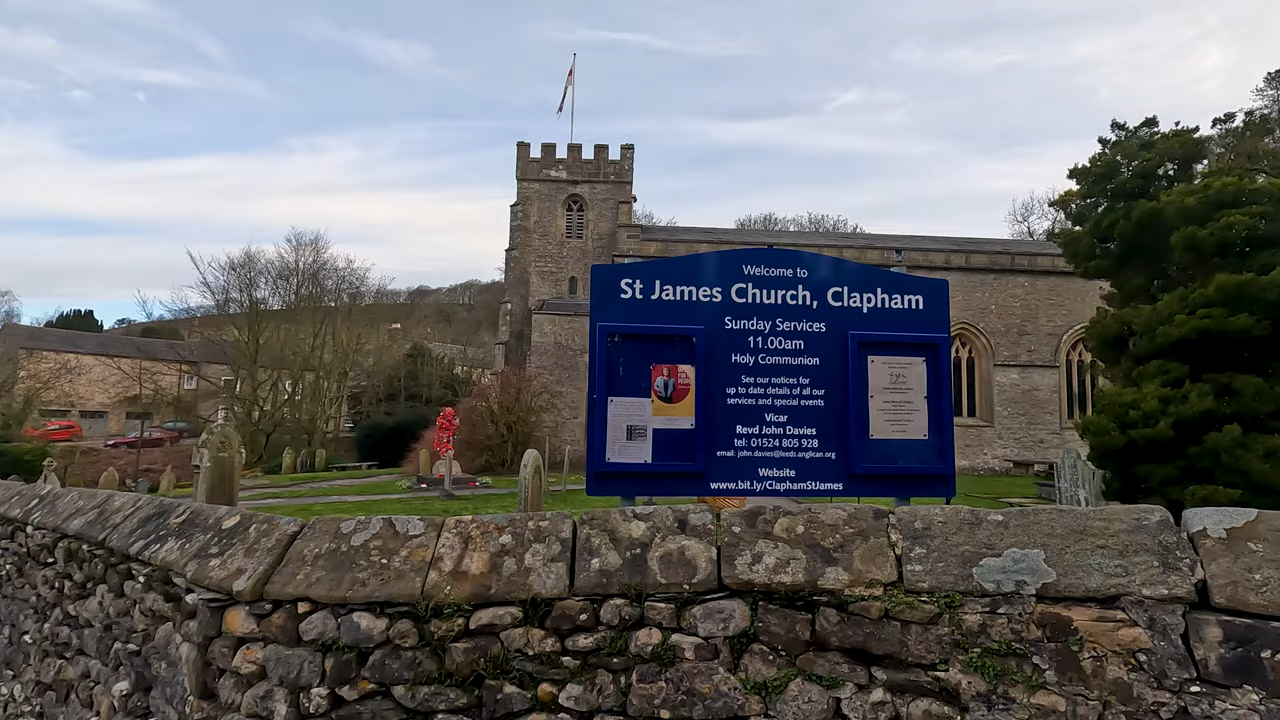 Welcome to
St James Church, Clapham
Sunday Services
11.00am
Holy Communion
See our notices for
up to date details of all our
services and special events
Vicar
Revd John Davies
tel: 01524 805 928
email: john.davies@leeds.anglican.org
Website
www.bit.ly/ClaphamStJames